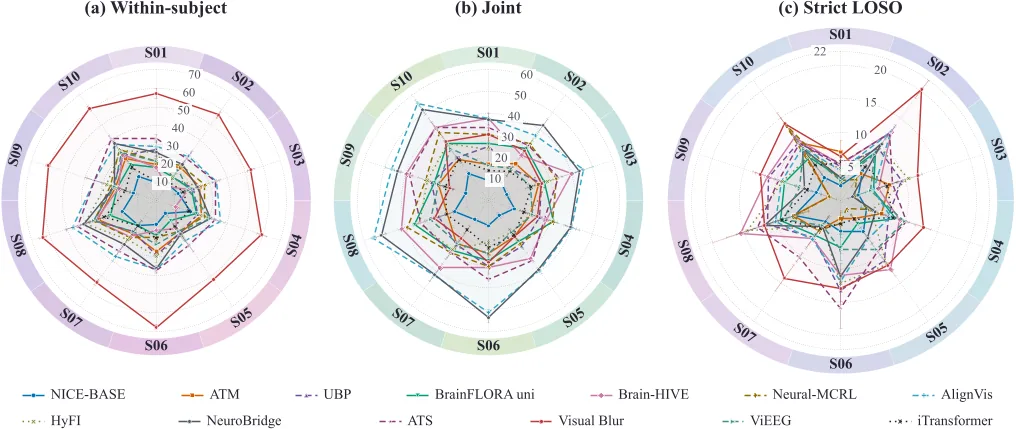 (a) Within-subject
(b) Joint
(c) Strict LOSO
S01
S02
S03
S04
S05
S06
S07
S08
S09
S10
70
60
50
40
30
20
10
S01
S02
S03
S04
S05
S06
S07
S08
S09
S10
60
50
40
30
20
10
S01
S02
S03
S04
S05
S06
S07
S08
S09
S10
22
20
15
10
5
NICE-BASE ATM UBP BrainFLORA uni Brain-HIVE Neural-MCRL AlignVis
HyFI NeuroBridge ATS Visual Blur ViEEG iTransformer